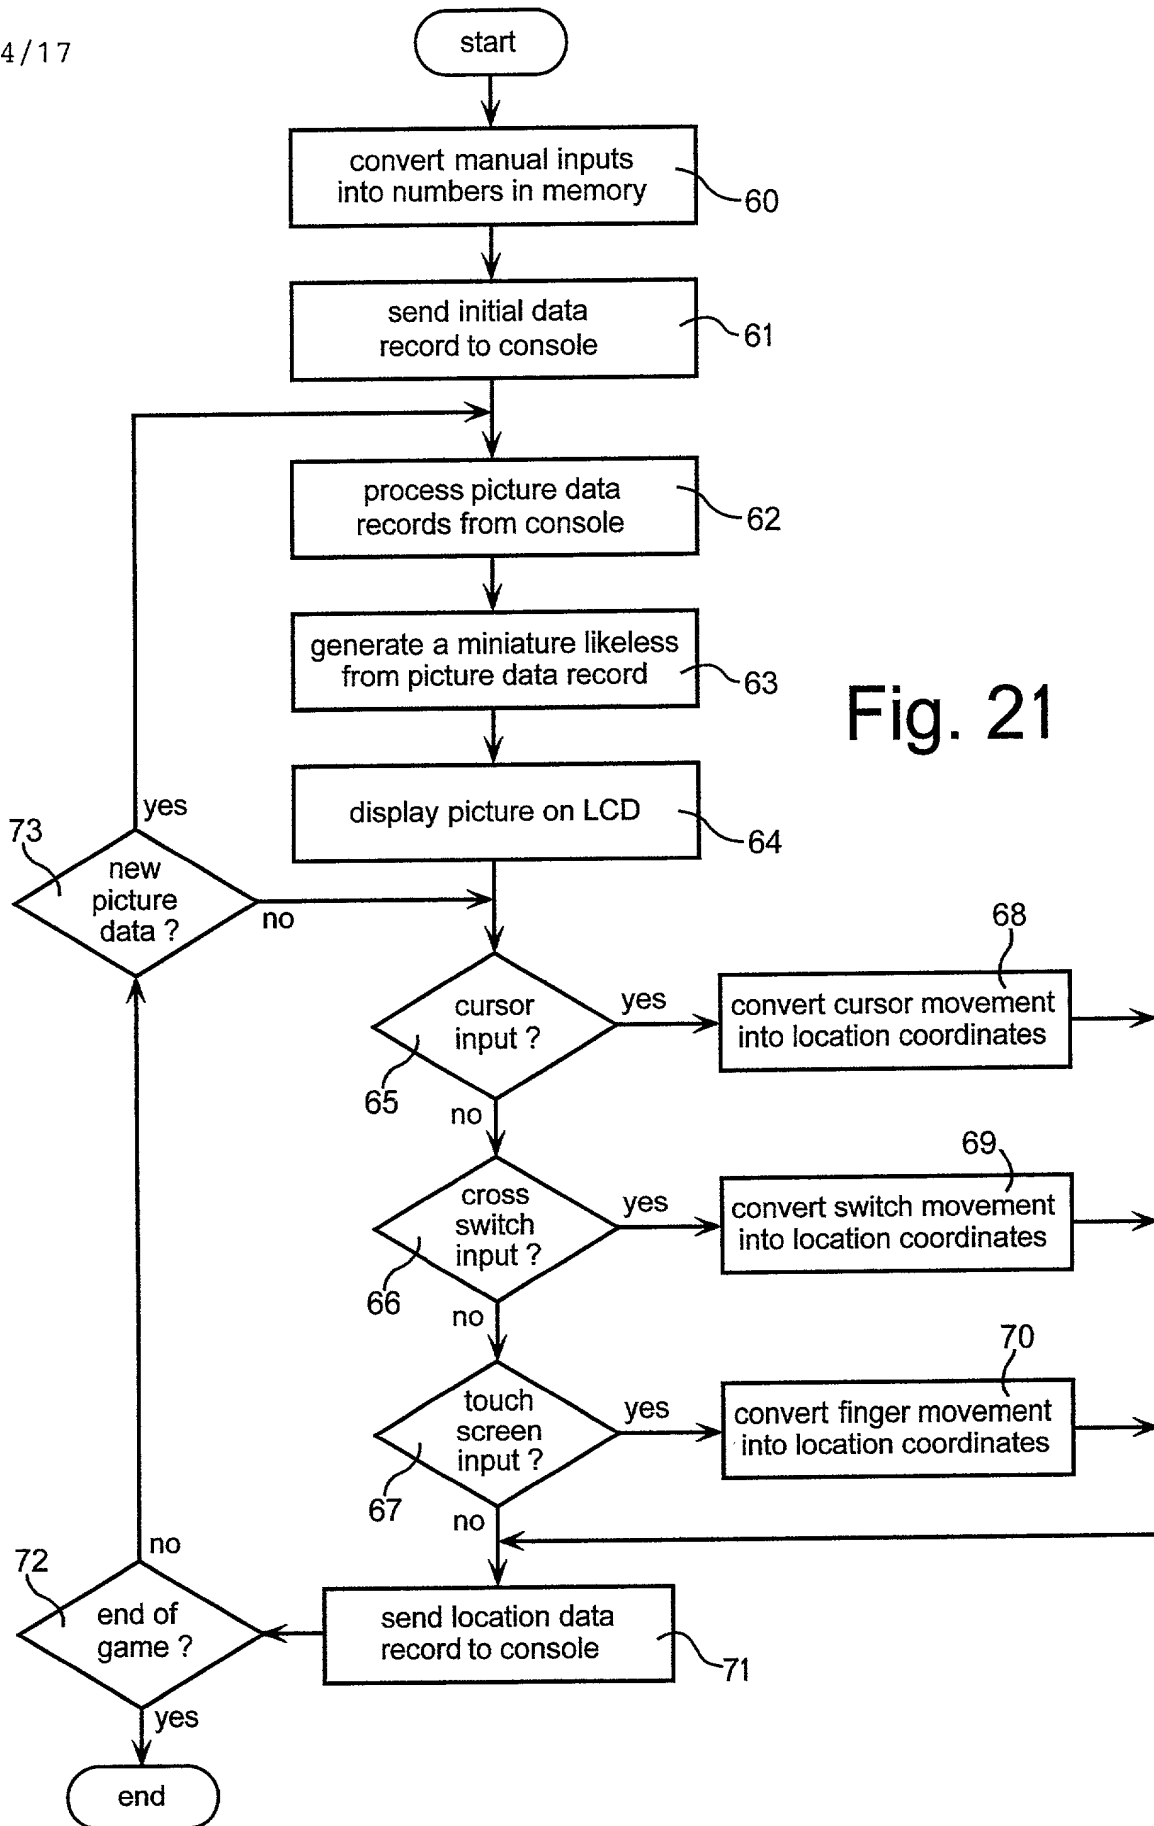 4/17
start
convert manual inputs
into numbers in memory
60
send initial data
record to console
61
process picture data
records from console
62
generate a miniature likeless
from picture data record
63
Fig. 21
display picture on LCD
64
yes
73
new
picture
data ?
no
68
cursor
input ?
yes
convert cursor movement
into location coordinates
65
no
69
cross
switch
input ?
yes
convert switch movement
into location coordinates
66
no
70
touch
screen
input ?
yes
convert finger movement
into location coordinates
67
no
no
72
end of
game ?
send location data
record to console
71
yes
end